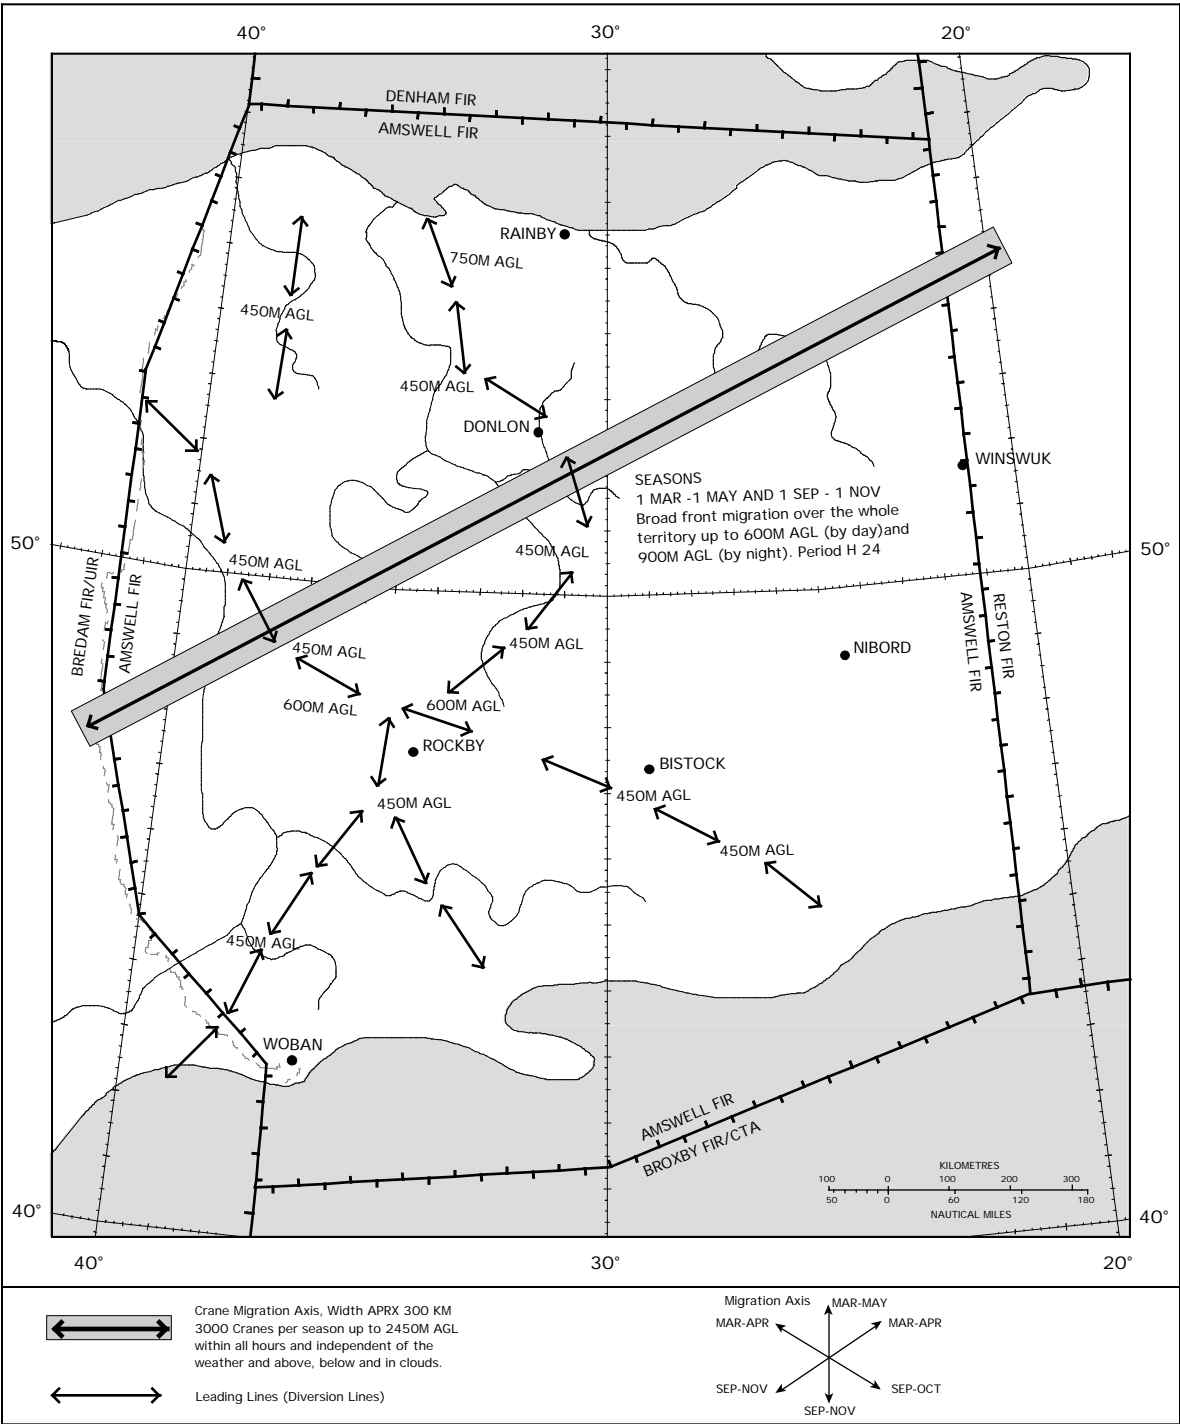 40°
30°
20°
DENHAM FIR
AMSWELL FIR
RAINBY
750M AGL
450M AGL
450M AGL
DONLON
WINSWUK
SEASONS
1 MAR -1 MAY AND 1 SEP - 1 NOV
Broad front migration over the whole
territory up to 600M AGL (by day)and
900M AGL (by night). Period H 24
50°
50°
450M AGL
450M AGL
BREDAM FIR/UIR
AMSWELL FIR
RESTON FIR
AMSWELL FIR
450M AGL
450M AGL
NIBORD
600M AGL
600M AGL
ROCKBY
BISTOCK
450M AGL
450M AGL
450M AGL
450M AGL
WOBAN
AMSWELL FIR
BROXBY FIR/CTA
KILOMETRES
100 0 100 200 300
50 0 60 120 180
NAUTICAL MILES
40°
40°
40°
30°
20°
Crane Migration Axis, Width APRX 300 KM
3000 Cranes per season up to 2450M AGL
within all hours and independent of the
weather and above, below and in clouds.
Leading Lines (Diversion Lines)
Migration Axis
MAR-MAY
MAR-APR
MAR-APR
SEP-NOV
SEP-OCT
SEP-NOV